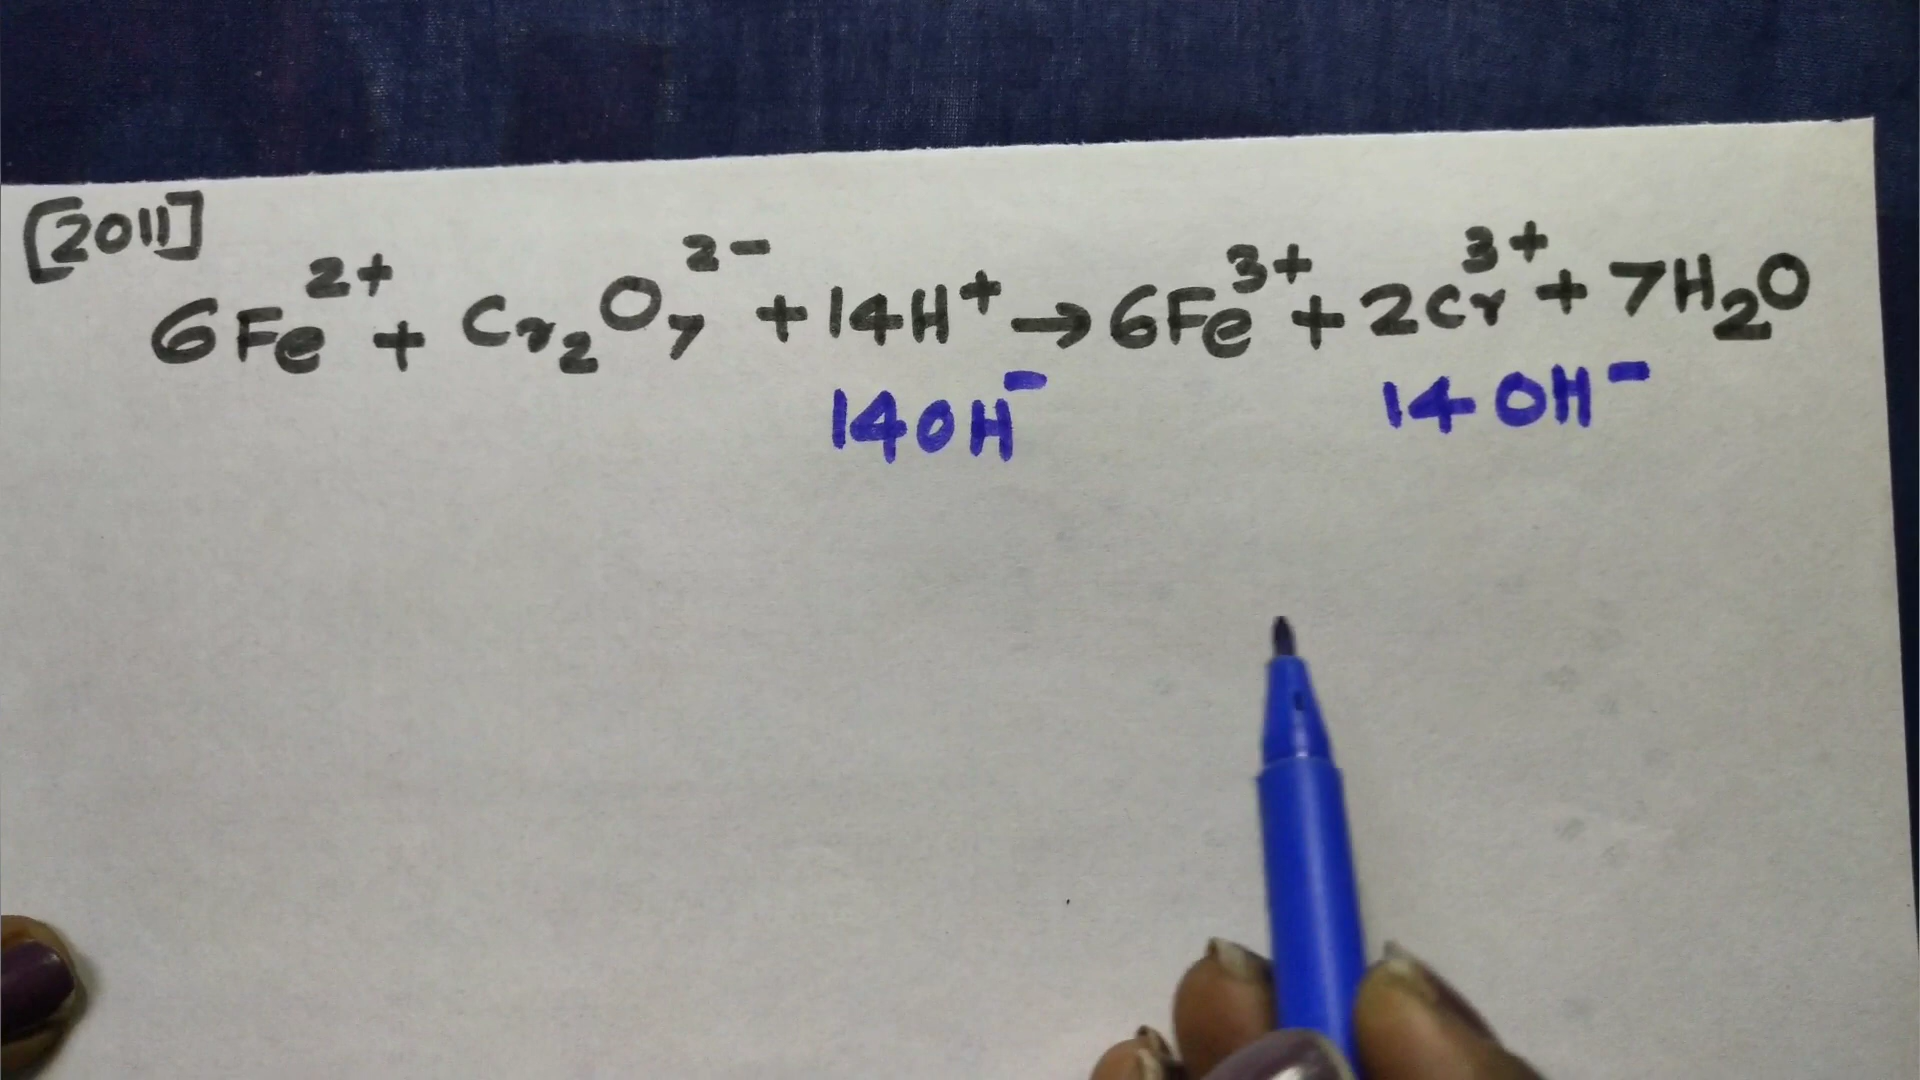 [2011]
6Fe²⁺ + Cr₂O₇²⁻ + 14H⁺ → 6Fe³⁺ + 2Cr³⁺ + 7H₂O
14OH⁻ 14OH⁻